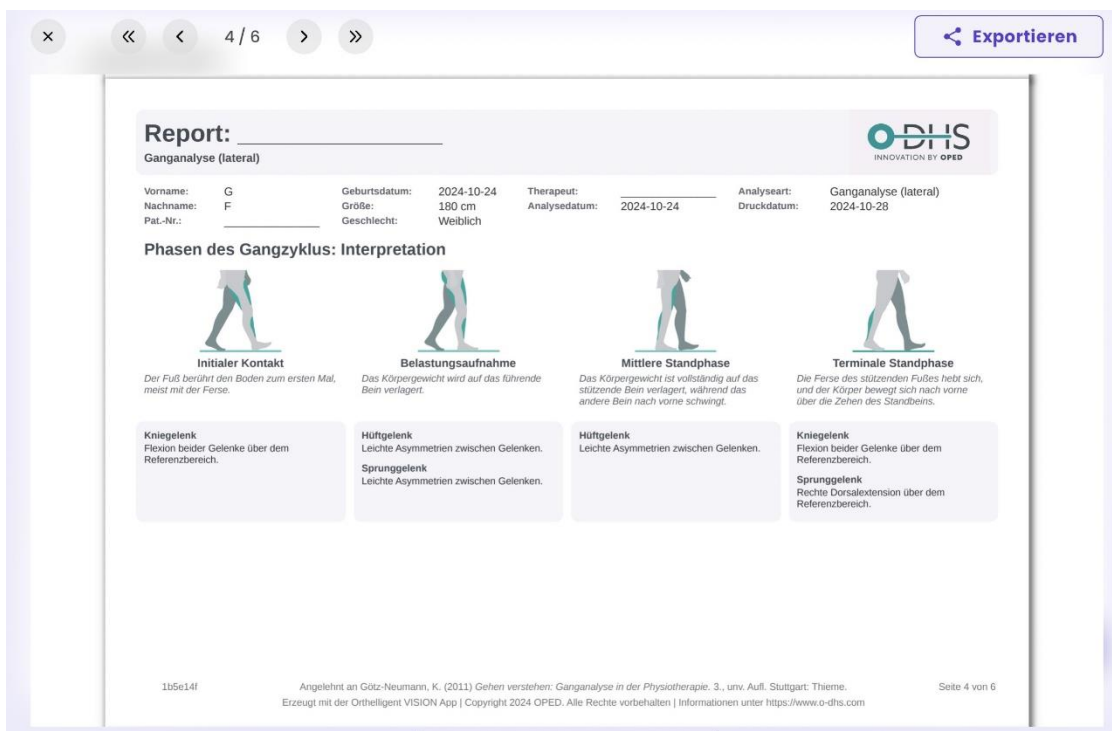 4 / 6
Exportieren
Report: ____________________
Ganganalyse (lateral)
O-DHS
INNOVATION BY OPED
Vorname: G
Nachname: F
Pat.-Nr.: ____________________
Geburtsdatum: 2024-10-24
Größe: 180 cm
Geschlecht: Weiblich
Therapeut: ____________________
Analysedatum: 2024-10-24
Analyseart: Ganganalyse (lateral)
Druckdatum: 2024-10-28
Phasen des Gangzyklus: Interpretation
Initialer Kontakt
Der Fuß berührt den Boden zum ersten Mal,
meist mit der Ferse.
Kniegelenk
Flexion beider Gelenke über dem
Referenzbereich.
Belastungsaufnahme
Das Körpergewicht wird auf das führende
Bein verlagert.
Hüftgelenk
Leichte Asymmetrien zwischen Gelenken.
Sprunggelenk
Leichte Asymmetrien zwischen Gelenken.
Mittlere Standphase
Das Körpergewicht ist vollständig auf das
stützende Bein verlagert, während das
andere Bein nach vorne schwingt.
Hüftgelenk
Leichte Asymmetrien zwischen Gelenken.
Terminale Standphase
Die Ferse des stützenden Fußes hebt sich,
und der Körper bewegt sich nach vorne
über die Zehen des Standbeins.
Kniegelenk
Flexion beider Gelenke über dem
Referenzbereich.
Sprunggelenk
Rechte Dorsalextension über dem
Referenzbereich.
1b5e14f
Angelehnt an Götz-Neumann, K. (2011) Gehen verstehen: Ganganalyse in der Physiotherapie. 3., unv. Aufl. Stuttgart: Thieme.
Erzeugt mit der Orthelligent VISION App | Copyright 2024 OPED. Alle Rechte vorbehalten | Informationen unter https://www.o-dhs.com
Seite 4 von 6